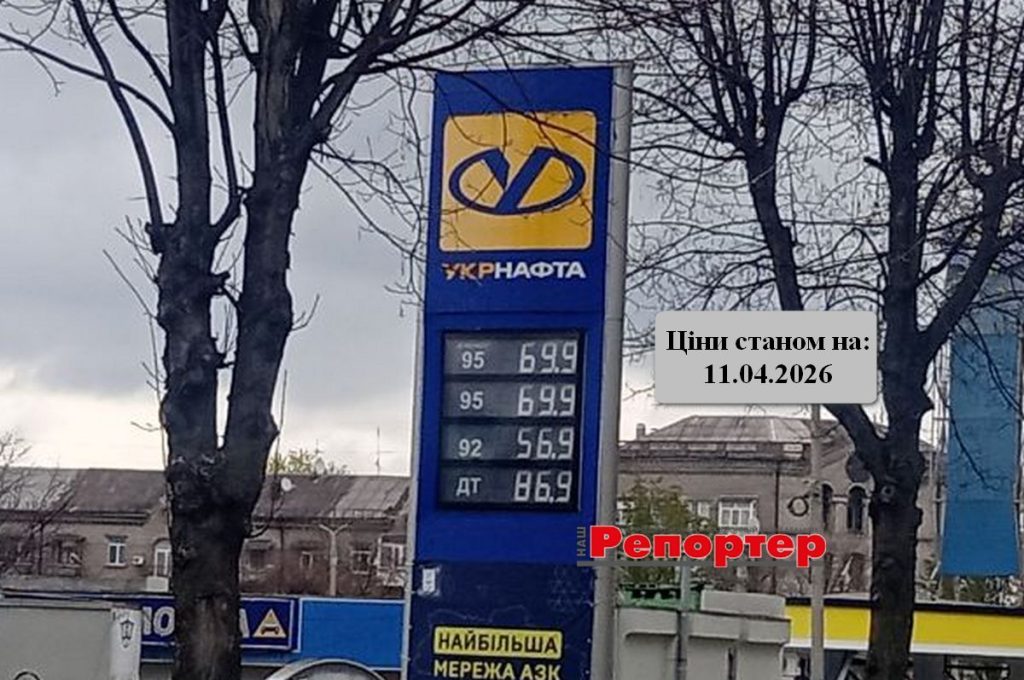 УКРНАФТА
95 69.9
95 69.9
92 56.9
ДТ 86.9
Ціни станом на:
11.04.2026
НАШ Репортер
НАЙБІЛЬША
МЕРЕЖА АЗК